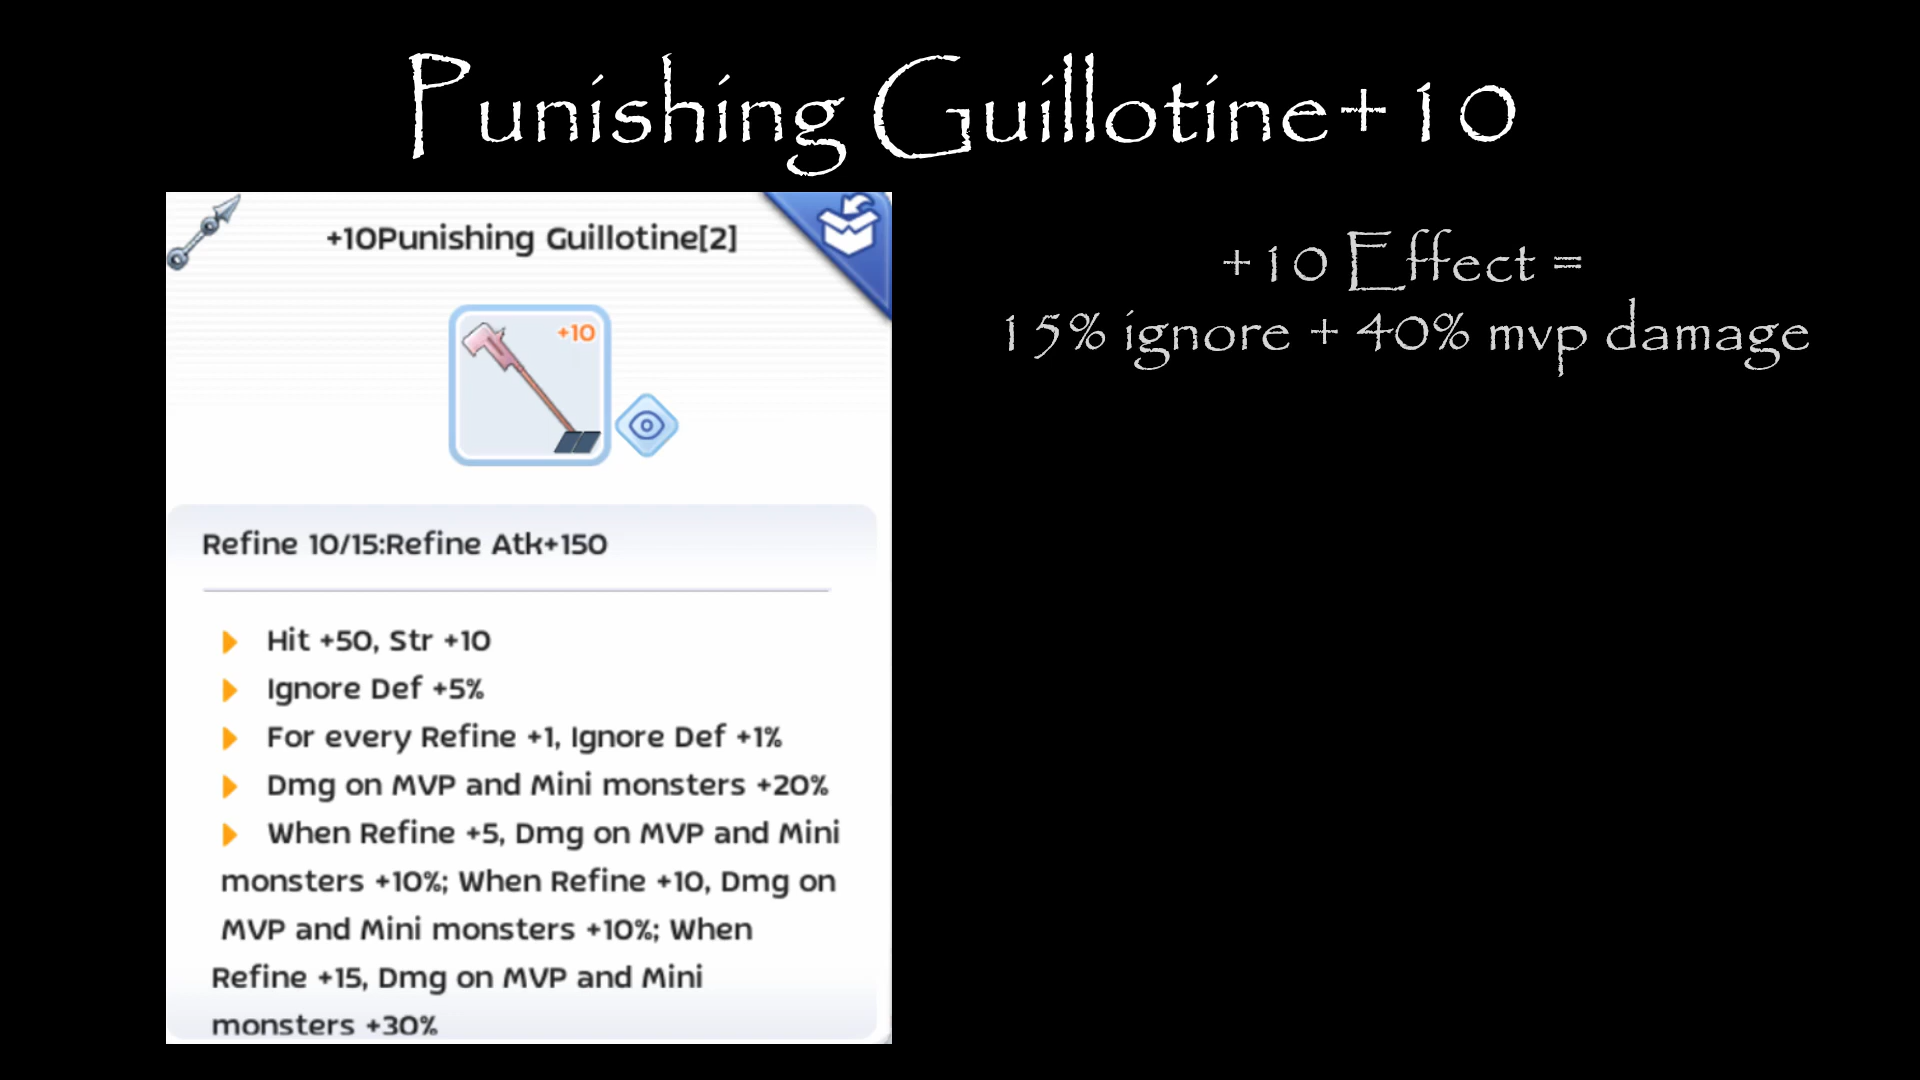 Punishing Guillotine+10
+10Punishing Guillotine[2]
+10
Refine 10/15:Refine Atk+150
Hit +50, Str +10
Ignore Def +5%
For every Refine +1, Ignore Def +1%
Dmg on MVP and Mini monsters +20%
When Refine +5, Dmg on MVP and Mini
monsters +10%; When Refine +10, Dmg on
MVP and Mini monsters +10%; When
Refine +15, Dmg on MVP and Mini
monsters +30%
+10 Effect =
15% ignore + 40% mvp damage